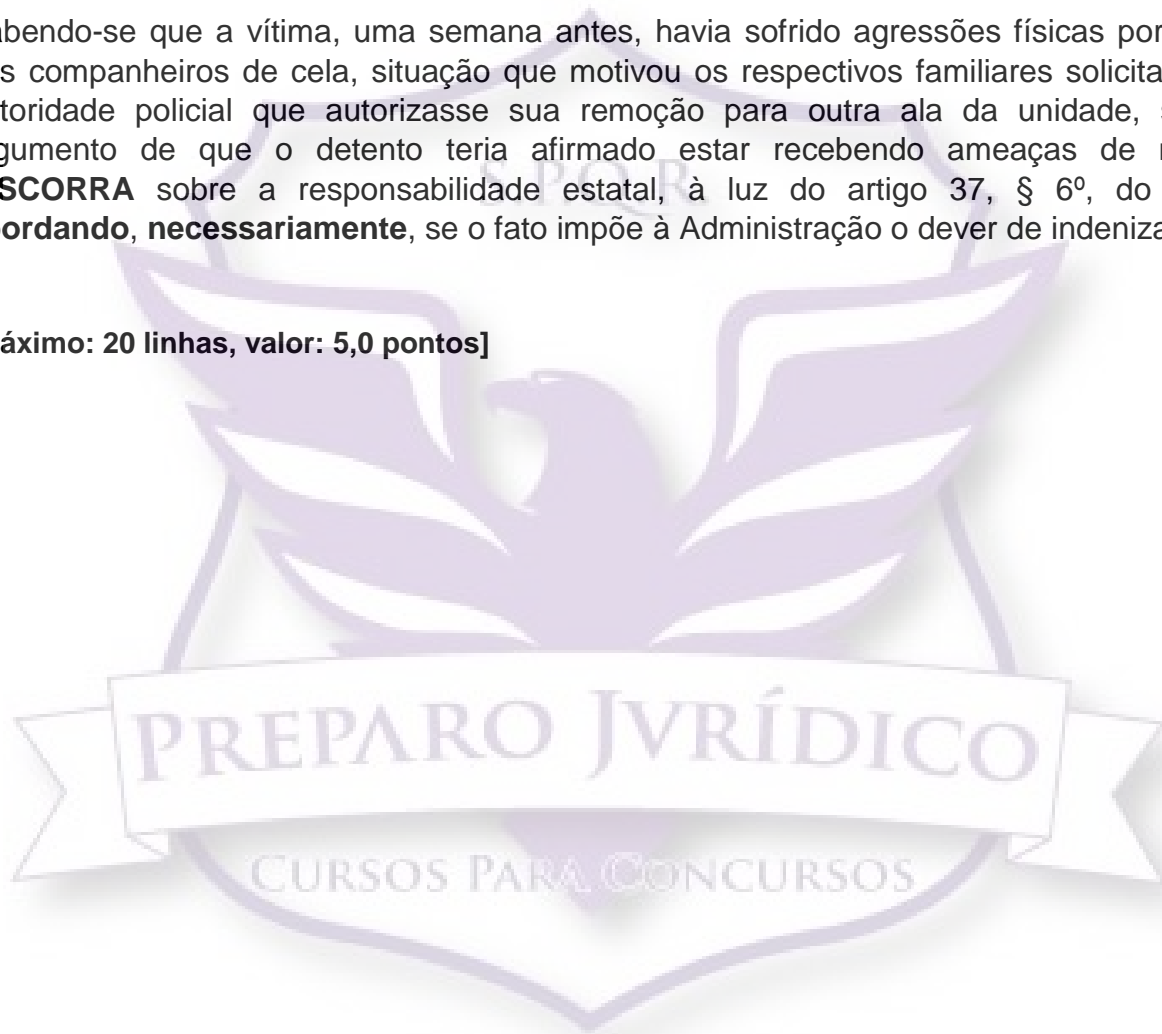 abendo-se que a vítima, uma semana antes, havia sofrido agressões físicas por
s companheiros de cela, situação que motivou os respectivos familiares solicita
toridade policial que autorizasse sua remoção para outra ala da unidade, s
gumento de que o detento teria afirmado estar recebendo ameaças de
SCORRA sobre a responsabilidade estatal, à luz do artigo 37, § 6º, do
ordando, necessariamente, se o fato impõe à Administração o dever de indeniza
áximo: 20 linhas, valor: 5,0 pontos]
S.P.Q.R
PREPARO JVRÍDICO
CURSOS PARA CONCURSOS